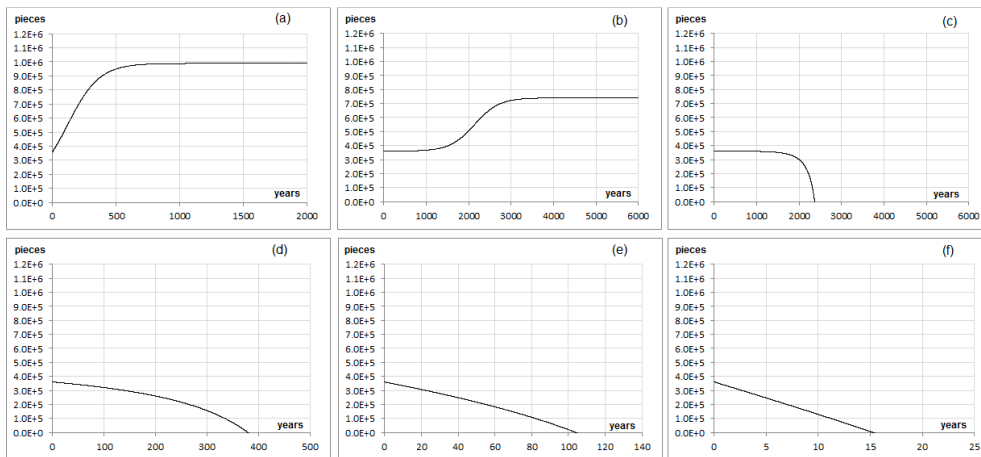 pieces (a)
1.2E+6
1.1E+6
1.0E+6
9.0E+5
8.0E+5
7.0E+5
6.0E+5
5.0E+5
4.0E+5
3.0E+5
2.0E+5
1.0E+5
years
0.0E+0
0 500 1000 1500 2000
pieces (b)
1.2E+6
1.1E+6
1.0E+6
9.0E+5
8.0E+5
7.0E+5
6.0E+5
5.0E+5
4.0E+5
3.0E+5
2.0E+5
1.0E+5
years
0.0E+0
0 1000 2000 3000 4000 5000 6000
pieces (c)
1.2E+6
1.1E+6
1.0E+6
9.0E+5
8.0E+5
7.0E+5
6.0E+5
5.0E+5
4.0E+5
3.0E+5
2.0E+5
1.0E+5
years
0.0E+0
0 1000 2000 3000 4000 5000 6000
pieces (d)
1.2E+6
1.1E+6
1.0E+6
9.0E+5
8.0E+5
7.0E+5
6.0E+5
5.0E+5
4.0E+5
3.0E+5
2.0E+5
1.0E+5
years
0.0E+0
0 100 200 300 400 500
pieces (e)
1.2E+6
1.1E+6
1.0E+6
9.0E+5
8.0E+5
7.0E+5
6.0E+5
5.0E+5
4.0E+5
3.0E+5
2.0E+5
1.0E+5
years
0.0E+0
0 20 40 60 80 100 120 140
pieces (f)
1.2E+6
1.1E+6
1.0E+6
9.0E+5
8.0E+5
7.0E+5
6.0E+5
5.0E+5
4.0E+5
3.0E+5
2.0E+5
1.0E+5
years
0.0E+0
0 5 10 15 20 25